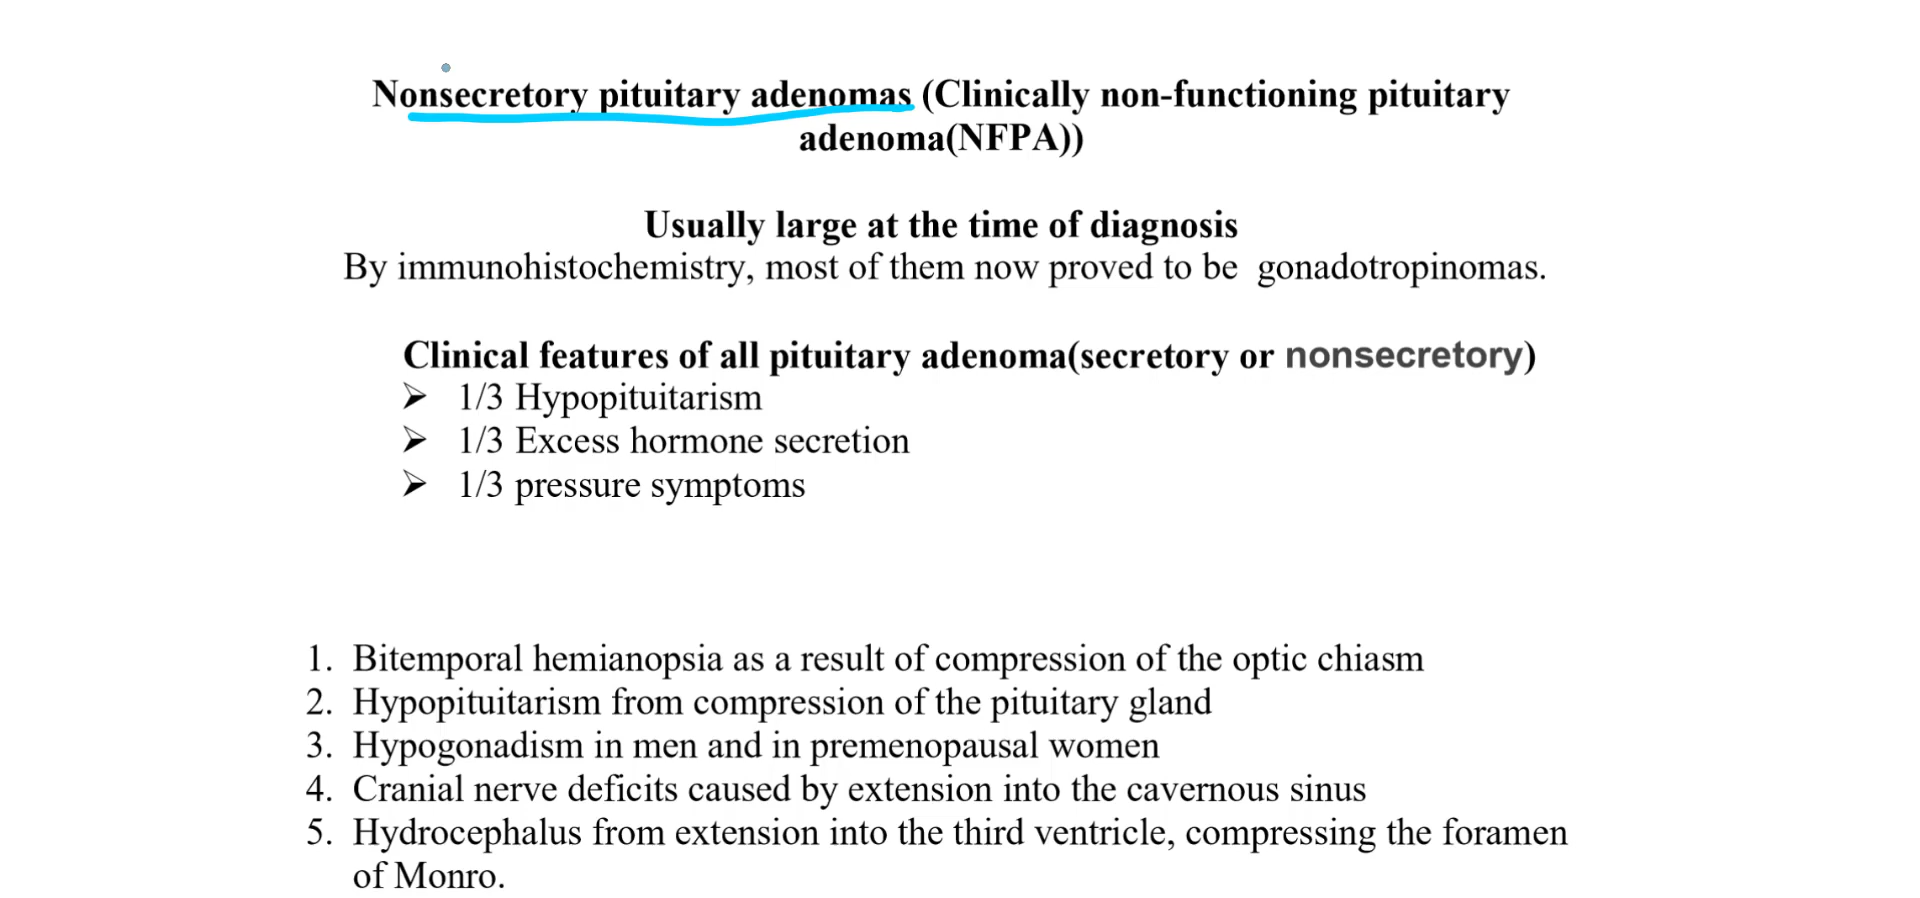 Nonsecretory pituitary adenomas (Clinically non-functioning pituitary
adenoma(NFPA))
Usually large at the time of diagnosis
By immunohistochemistry, most of them now proved to be gonadotropinomas.
Clinical features of all pituitary adenoma(secretory or nonsecretory)
➢ 1/3 Hypopituitarism
➢ 1/3 Excess hormone secretion
➢ 1/3 pressure symptoms
1. Bitemporal hemianopsia as a result of compression of the optic chiasm
2. Hypopituitarism from compression of the pituitary gland
3. Hypogonadism in men and in premenopausal women
4. Cranial nerve deficits caused by extension into the cavernous sinus
5. Hydrocephalus from extension into the third ventricle, compressing the foramen
of Monro.